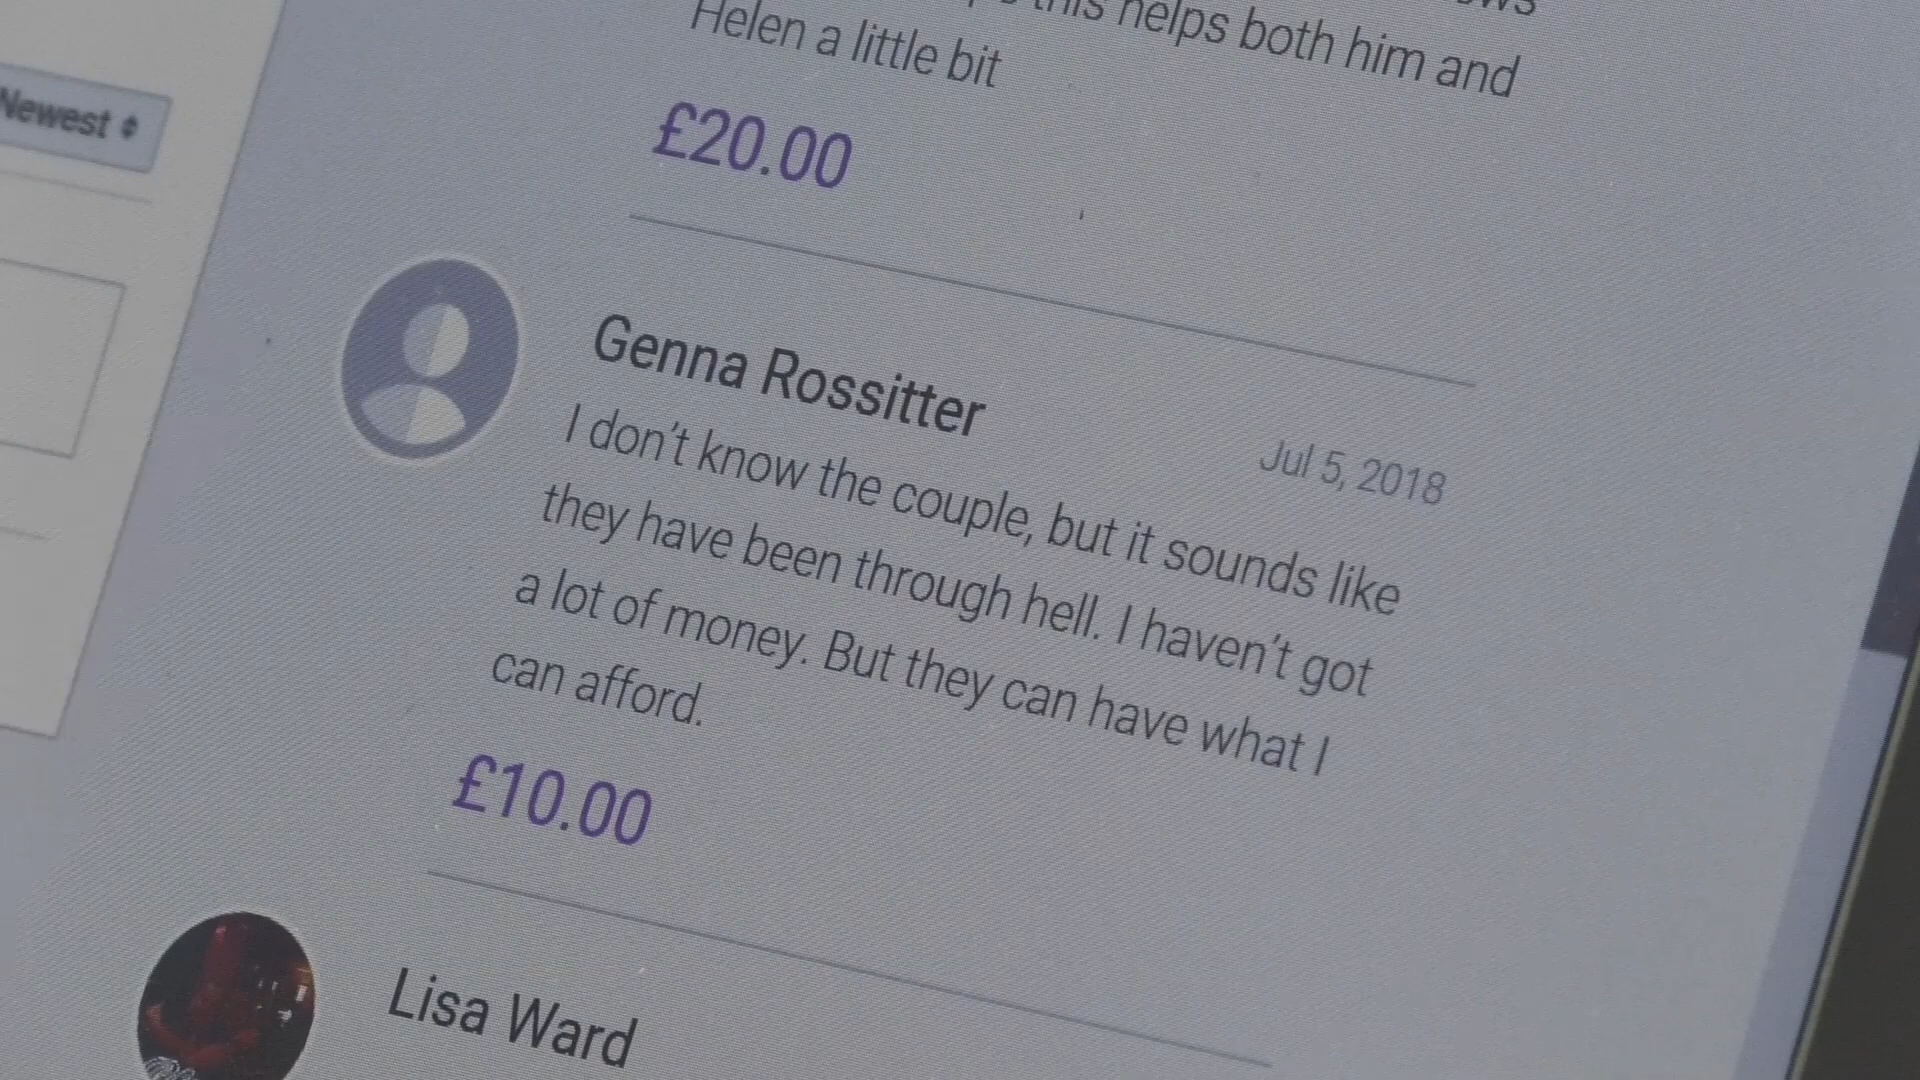 this helps both him and
Helen a little bit
£20.00
Newest
Genna Rossitter
Jul 5, 2018
I don't know the couple, but it sounds like
they have been through hell. I haven't got
a lot of money. But they can have what I
can afford.
£10.00
Lisa Ward